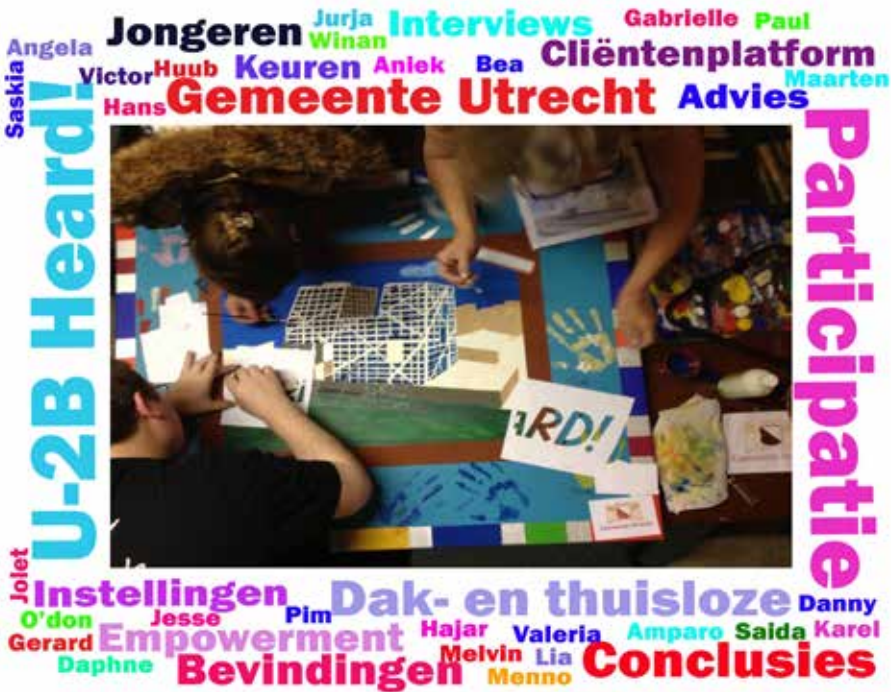 Jongeren Jurja Interviews Gabrielle Paul
Angela Winan Cliëntenplatform
Saskia Victor Huub Keuren Aniek Bea Maarten
Hans Gemeente Utrecht Advies
U-2B Heard!
Participatie
ARD!
Jolet
Instellingen Pim Dak- en thuisloze Danny
O'don Jesse Hajar Valeria Amparo Saida Karel
Gerard Empowerment
Daphne Bevindingen Melvin Lia Conclusies
Menno